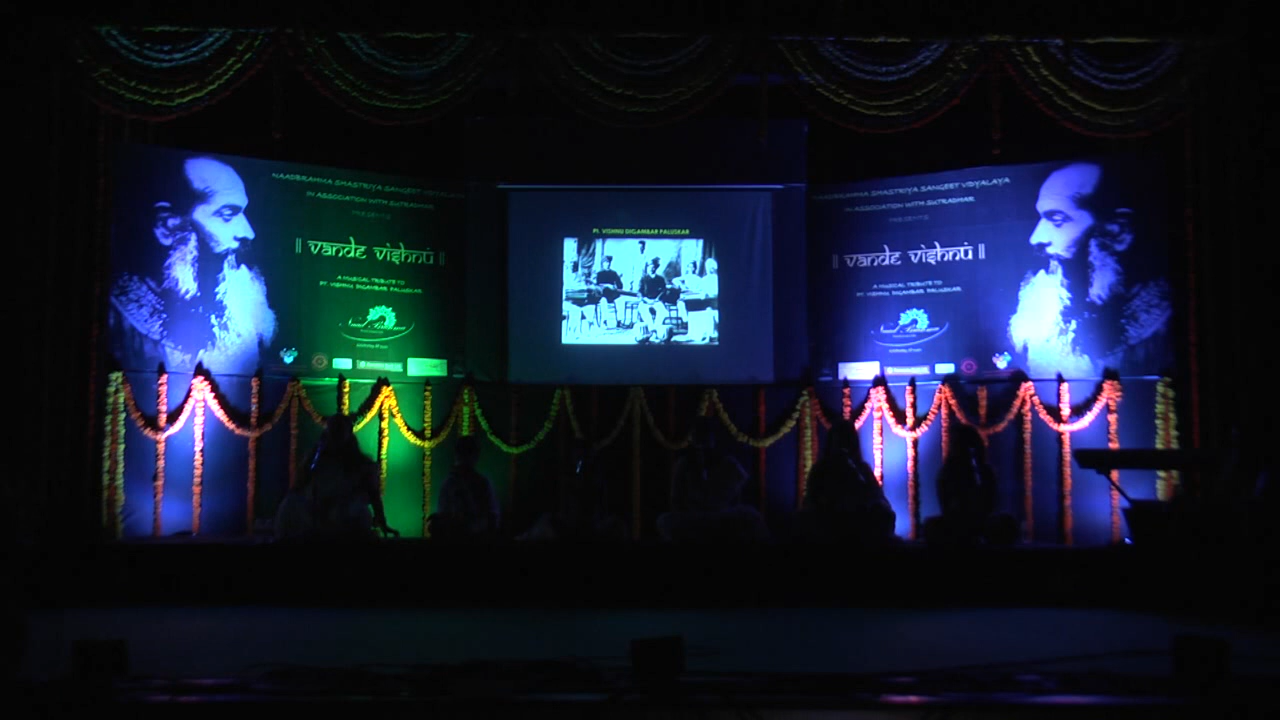 NAADBRAHMA SHASTRIYA SANGEET VIDYALAYA
IN ASSOCIATION WITH SUTRADHAR
PRESENTS
॥ vande vishnu ॥
A MUSICAL TRIBUTE TO
PT. VISHNU DIGAMBAR PALUSKAR
PT. VISHNU DIGAMBAR PALUSKAR
NAADBRAHMA SHASTRIYA SANGEET VIDYALAYA
IN ASSOCIATION WITH SUTRADHAR
PRESENTS
॥ vande vishnu ॥
A MUSICAL TRIBUTE TO
PT. VISHNU DIGAMBAR PALUSKAR